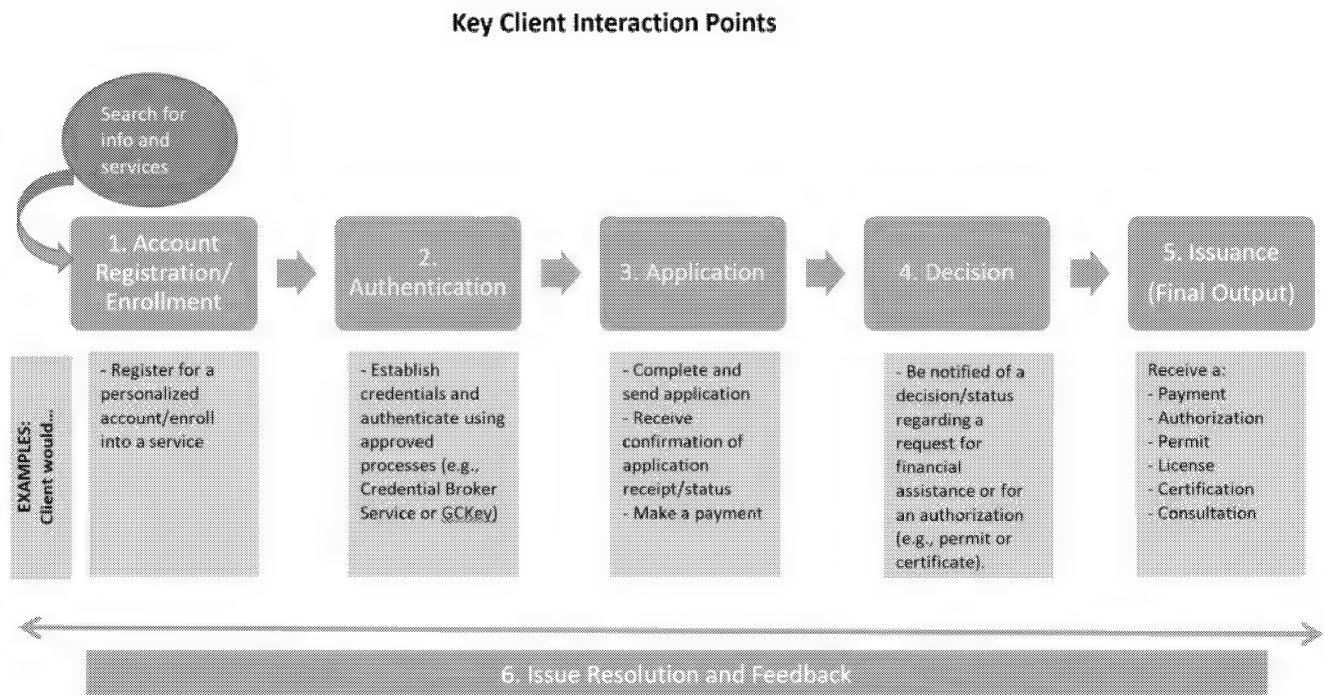 Key Client Interaction Points
Search for
info and
services
1. Account
Registration/
Enrollment
2.
Authentication
3. Application
4. Decision
5. Issuance
(Final Output)
EXAMPLES:
Client would...
- Register for a
personalized
account/enroll
into a service
- Establish
credentials and
authenticate using
approved
processes (e.g.,
Credential Broker
Service or GCKey)
- Complete and
send application
- Receive
confirmation of
application
receipt/status
- Make a payment
- Be notified of a
decision/status
regarding a
request for
financial
assistance or for
an authorization
(e.g., permit or
certificate).
Receive a:
- Payment
- Authorization
- Permit
- License
- Certification
- Consultation
6. Issue Resolution and Feedback